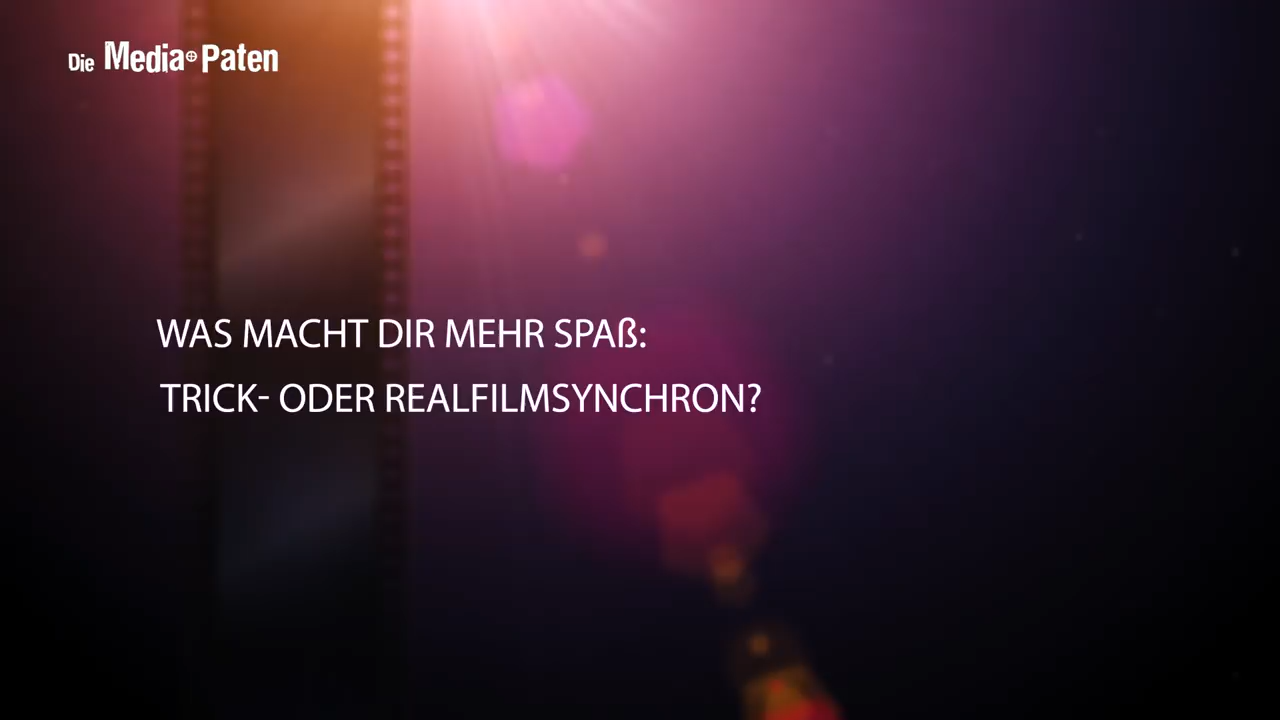 Die Media Paten
WAS MACHT DIR MEHR SPAß:
TRICK- ODER REALFILMSYNCHRON?